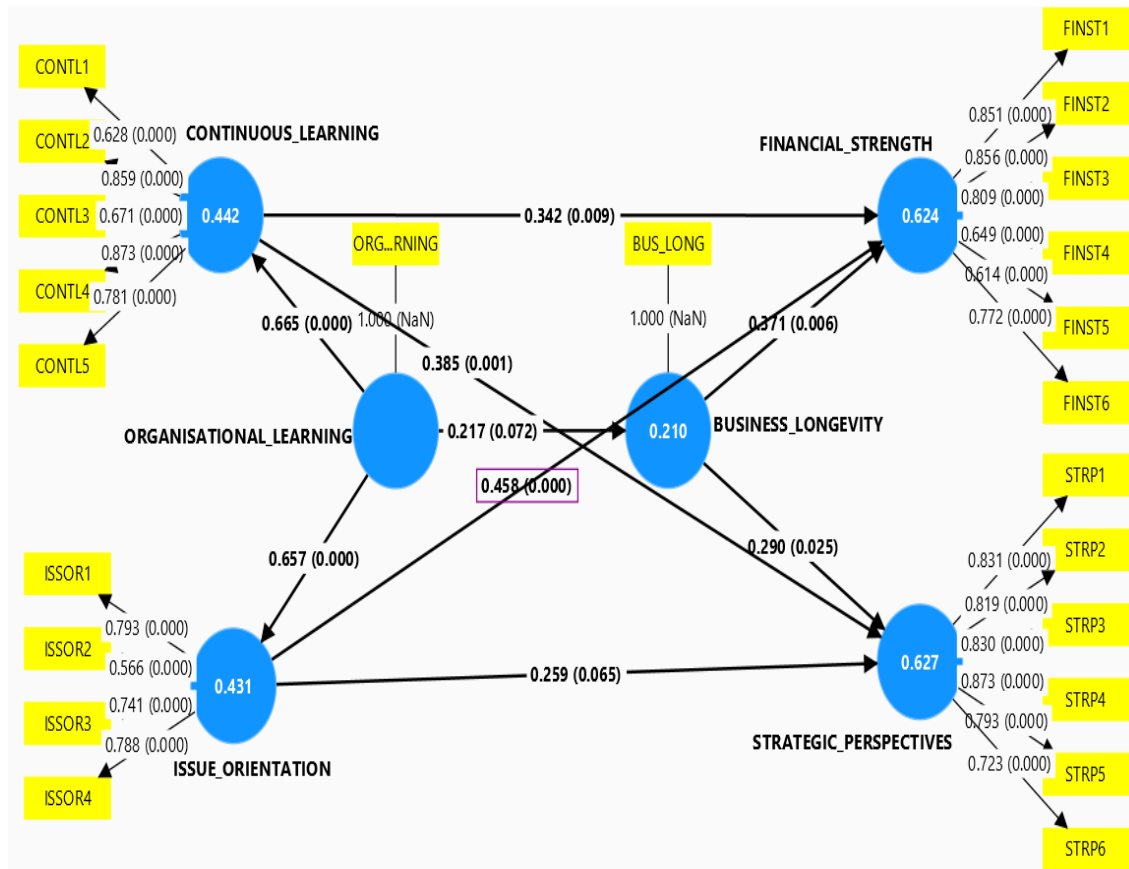 CONTL1
CONTL2
CONTL3
CONTL4
CONTL5
0.628 (0.000)
0.859 (0.000)
0.671 (0.000)
0.873 (0.000)
0.781 (0.000)
CONTINUOUS_LEARNING
0.442
ORG...RNING
1.000 (NaN)
BUS_LONG
1.000 (NaN)
0.342 (0.009)
0.665 (0.000)
0.385 (0.001)
0.371 (0.006)
ORGANISATIONAL_LEARNING
0.217 (0.072)
0.210
BUSINESS_LONGEVITY
0.458 (0.000)
0.657 (0.000)
0.290 (0.025)
0.259 (0.065)
ISSOR1
ISSOR2
ISSOR3
ISSOR4
0.793 (0.000)
0.566 (0.000)
0.741 (0.000)
0.788 (0.000)
0.431
ISSUE_ORIENTATION
FINANCIAL_STRENGTH
0.624
0.851 (0.000)
0.856 (0.000)
0.809 (0.000)
0.649 (0.000)
0.614 (0.000)
0.772 (0.000)
FINST1
FINST2
FINST3
FINST4
FINST5
FINST6
0.627
STRATEGIC_PERSPECTIVES
0.831 (0.000)
0.819 (0.000)
0.830 (0.000)
0.873 (0.000)
0.793 (0.000)
0.723 (0.000)
STRP1
STRP2
STRP3
STRP4
STRP5
STRP6